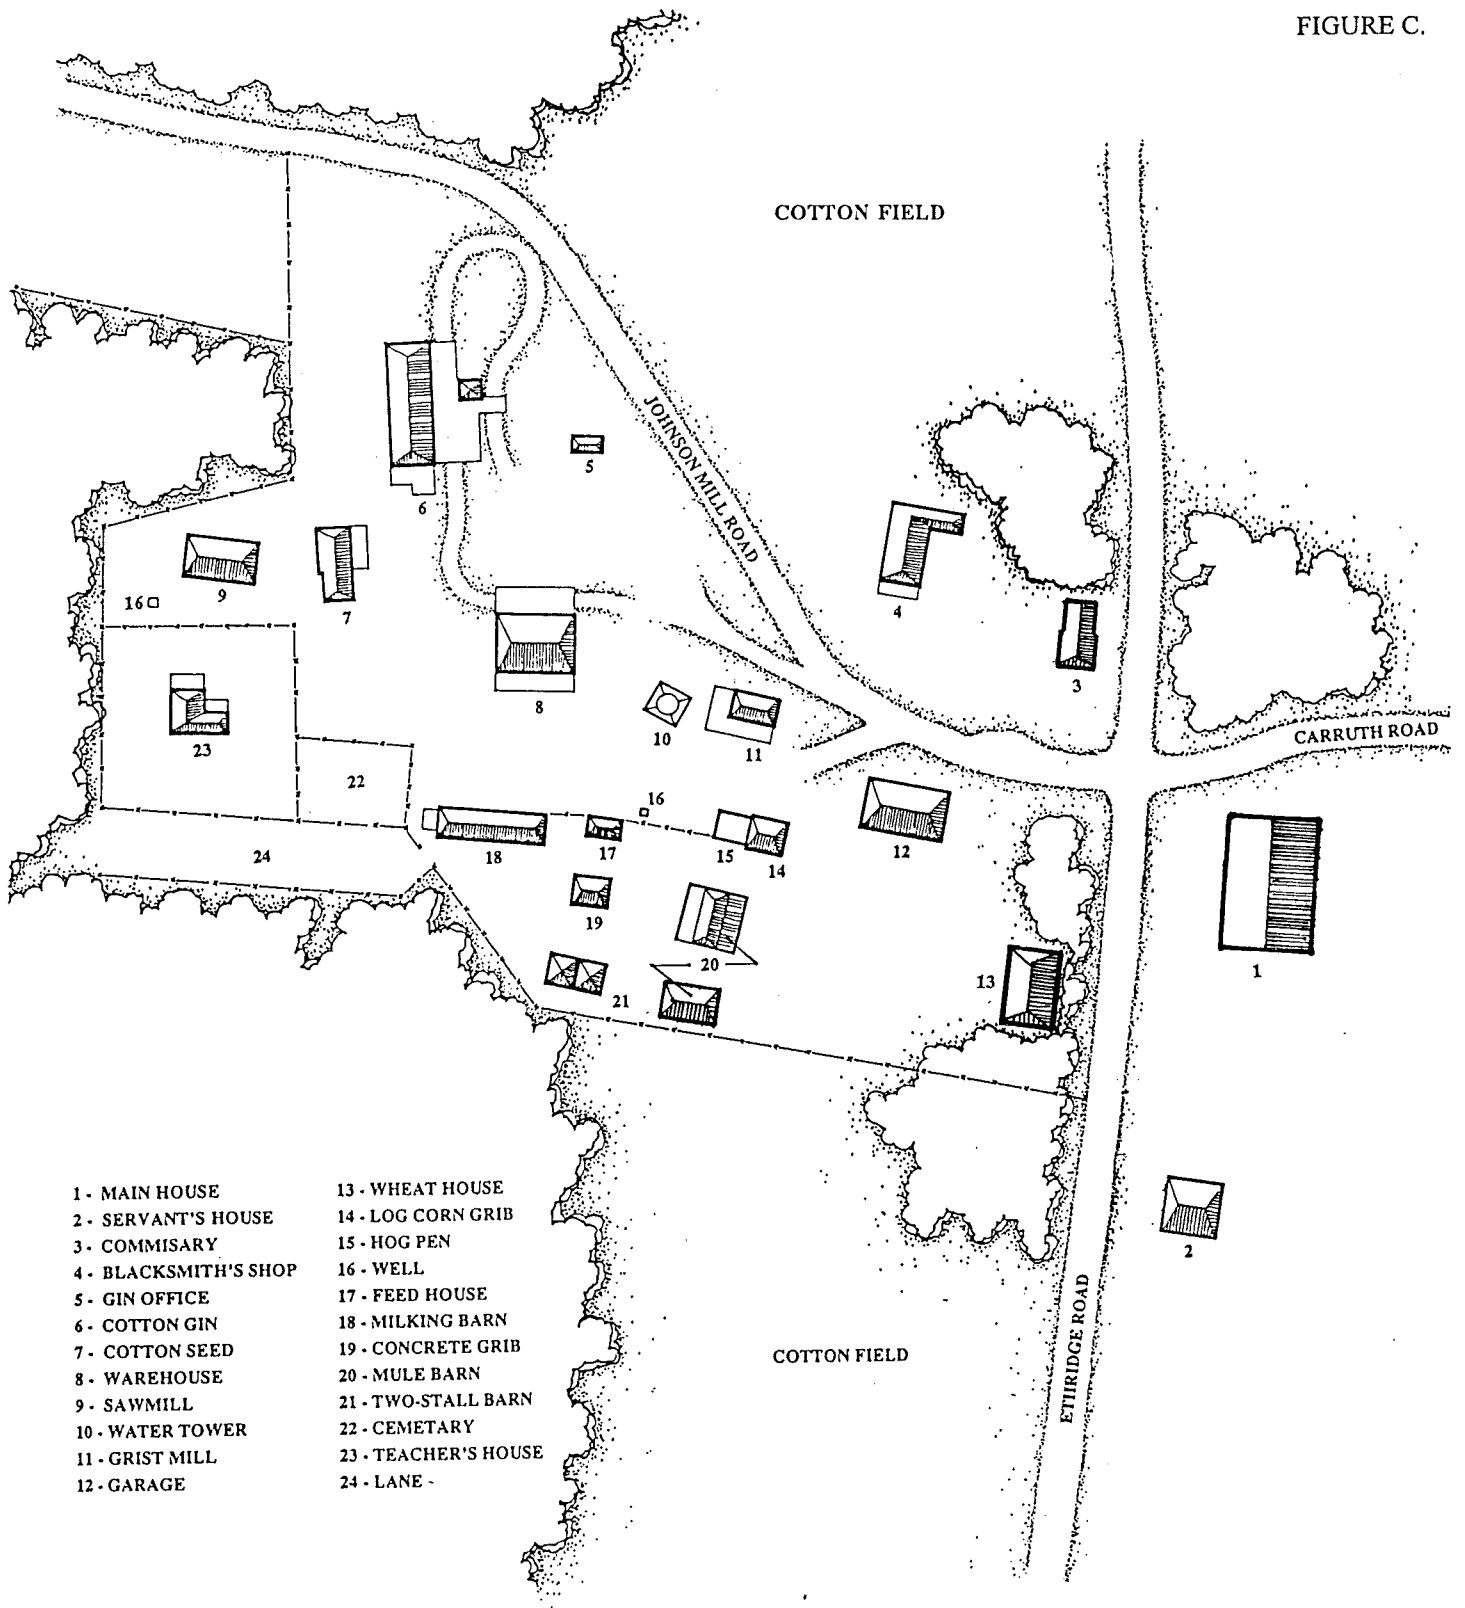 FIGURE C.
COTTON FIELD
JOHNSON MILL ROAD
5
6
4
9
16
7
3
8
10
11
CARRUTH ROAD
23
22
16
12
18
17
15
14
24
19
20
13
1
21
2
COTTON FIELD
ETHRIDGE ROAD
1 - MAIN HOUSE
2 - SERVANT'S HOUSE
3 - COMMISARY
4 - BLACKSMITH'S SHOP
5 - GIN OFFICE
6 - COTTON GIN
7 - COTTON SEED
8 - WAREHOUSE
9 - SAWMILL
10 - WATER TOWER
11 - GRIST MILL
12 - GARAGE
13 - WHEAT HOUSE
14 - LOG CORN GRIB
15 - HOG PEN
16 - WELL
17 - FEED HOUSE
18 - MILKING BARN
19 - CONCRETE GRIB
20 - MULE BARN
21 - TWO-STALL BARN
22 - CEMETARY
23 - TEACHER'S HOUSE
24 - LANE -